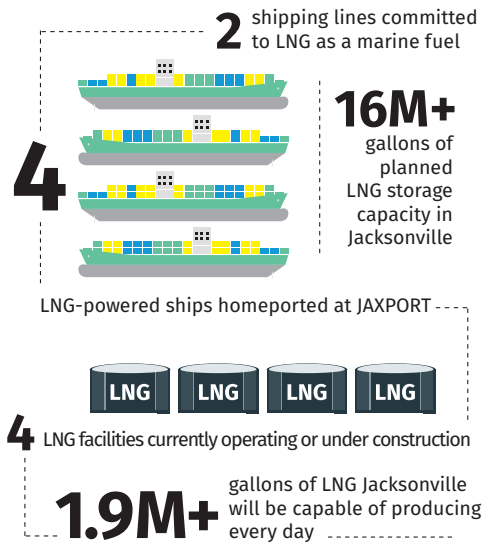 2 shipping lines committed
to LNG as a marine fuel
16M+
gallons of
planned
LNG storage
capacity in
Jacksonville
4
LNG-powered ships homeported at JAXPORT
LNG LNG LNG LNG
4 LNG facilities currently operating or under construction
1.9M+ gallons of LNG Jacksonville
will be capable of producing
every day